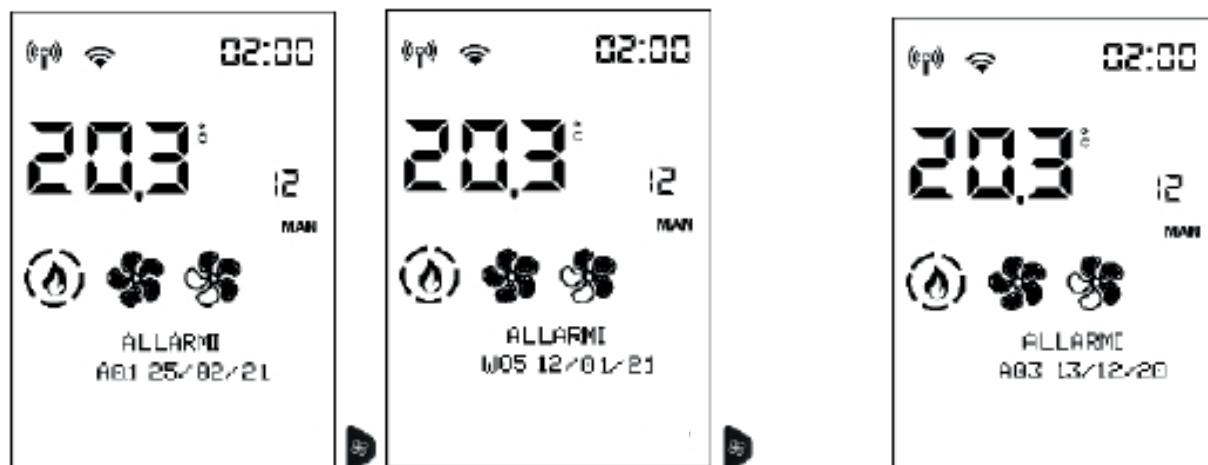 02:00
20.3 °C
12
MAN
ALLARMI
A01 25/02/21
02:00
20.3 °C
12
MAN
ALLARMI
W05 12/01/21
02:00
20.3 °C
12
MAN
ALLARMI
A03 13/12/20